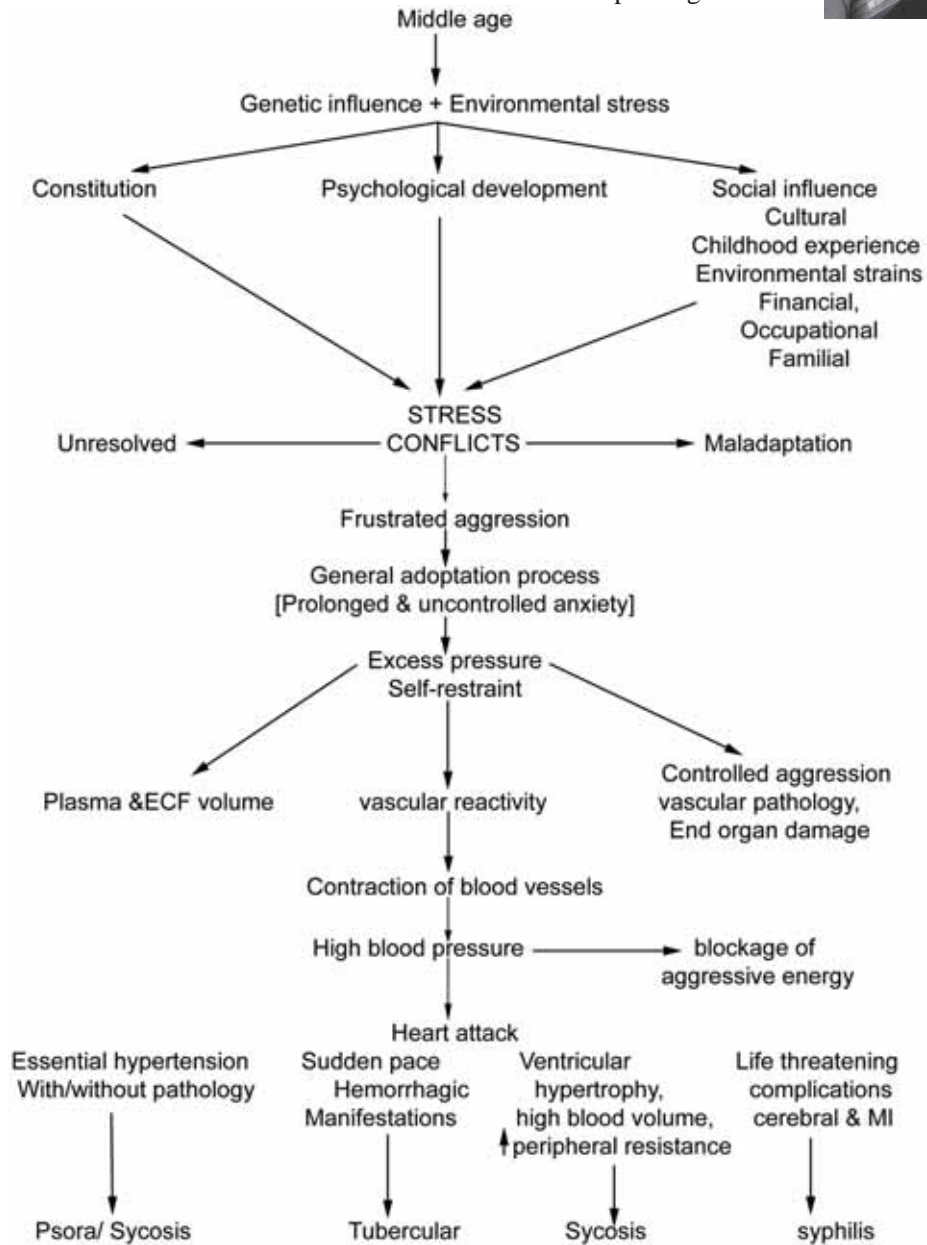 Middle age
Genetic influence + Environmental stress
Constitution
Psychological development
Social influence
Cultural
Childhood experience
Environmental strains
Financial,
Occupational
Familial
STRESS
Unresolved CONFLICTS Maladaptation
Frustrated aggression
General adoptation process
[Prolonged & uncontrolled anxiety]
Excess pressure
Self-restraint
Plasma &ECF volume
vascular reactivity
Controlled aggression
vascular pathology,
End organ damage
Contraction of blood vessels
High blood pressure
blockage of
aggressive energy
Heart attack
Essential hypertension
With/without pathology
Sudden pace
Hemorrhagic
Manifestations
Ventricular
hypertrophy,
high blood volume,
peripheral resistance
Life threatening
complications
cerebral & MI
Psora/ Sycosis
Tubercular
Sycosis
syphilis